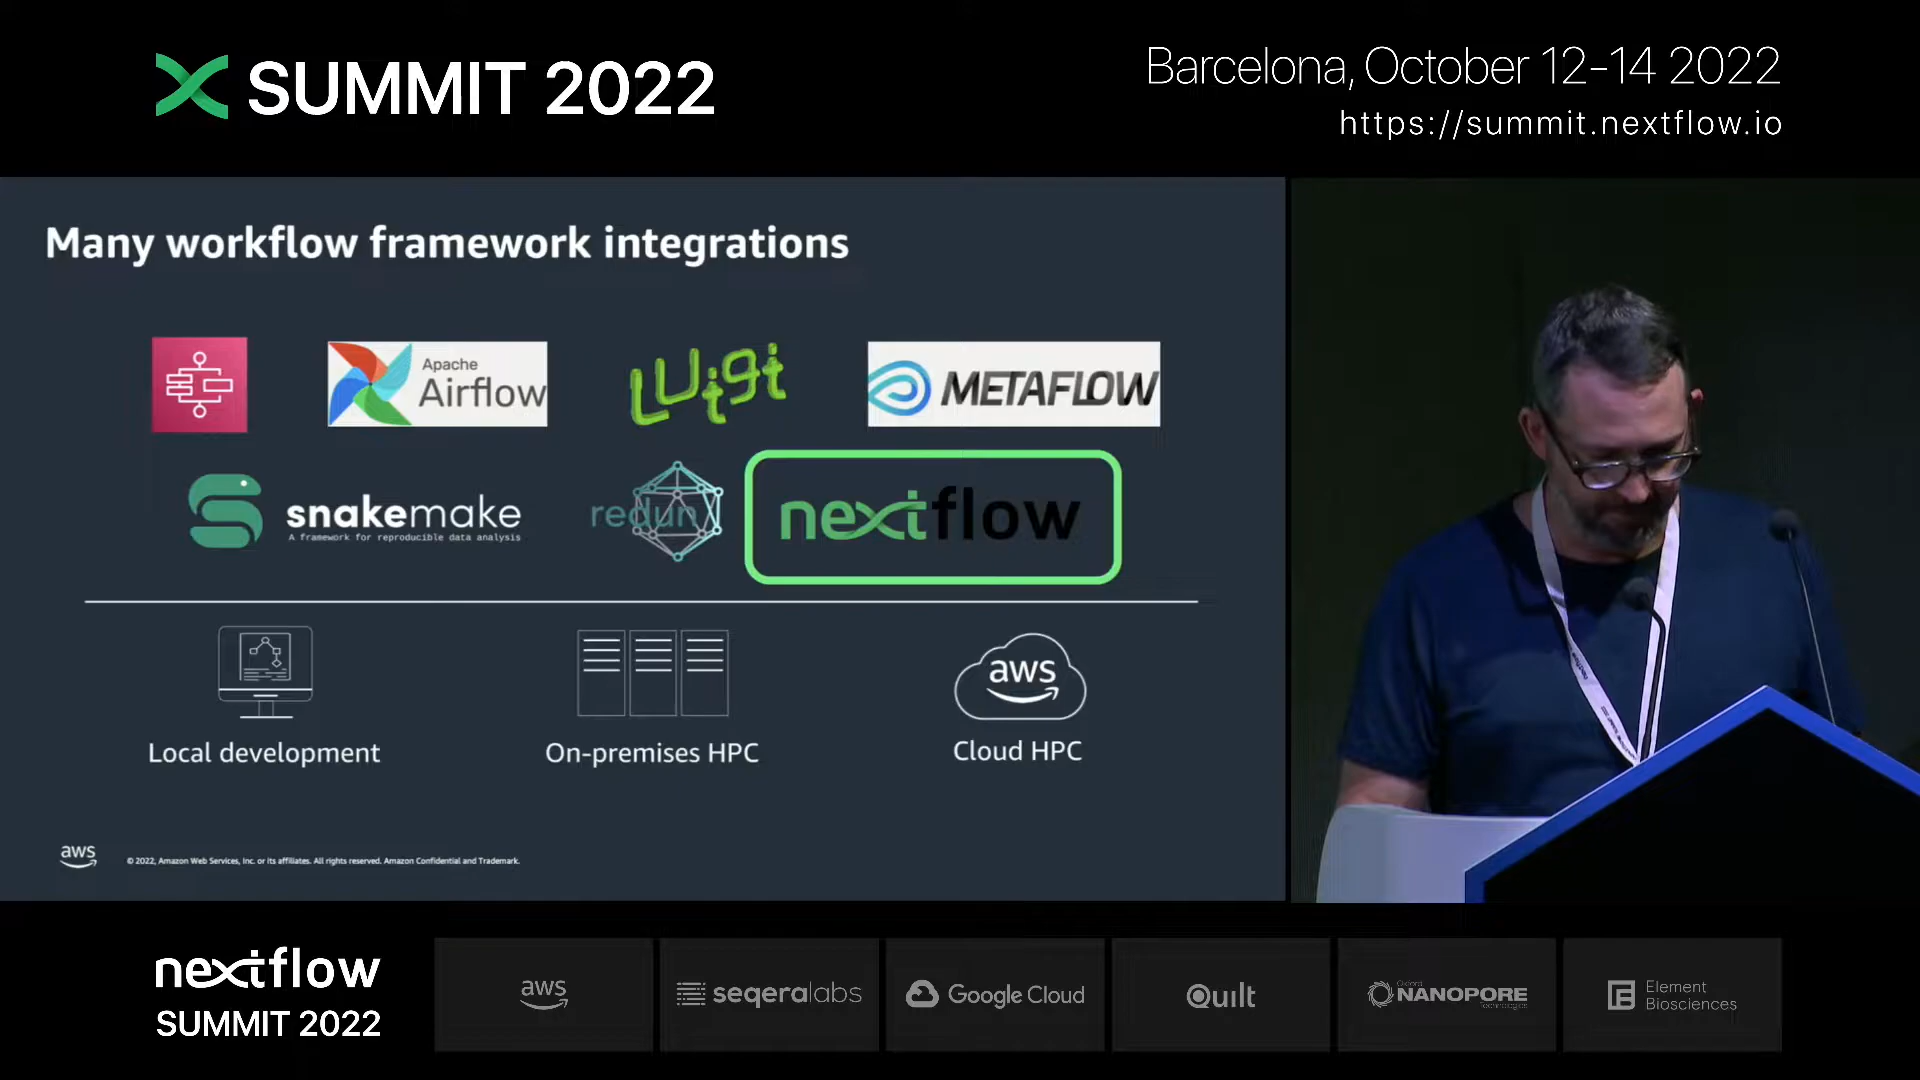 SUMMIT 2022
Barcelona, October 12-14 2022
https://summit.nextflow.io
Many workflow framework integrations
Apache
Airflow
Luigi
METAFLOW
snakemake
A framework for reproducible data analysis
redun
nextflow
aws
Local development
On-premises HPC
Cloud HPC
aws
© 2022, Amazon Web Services, Inc. or its affiliates. All rights reserved. Amazon Confidential and Trademark.
nextflow
SUMMIT 2022
aws
seqeralabs
Google Cloud
Quilt
Oxford
NANOPORE
Technologies
Element
Biosciences